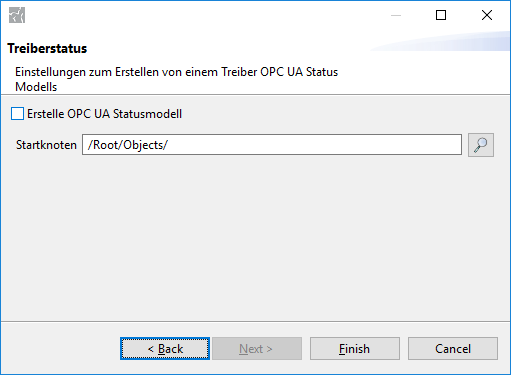 Treiberstatus
Einstellungen zum Erstellen von einem Treiber OPC UA Status
Modells
Erstelle OPC UA Statusmodell
Startknoten /Root/Objects/
< Back Next > Finish Cancel